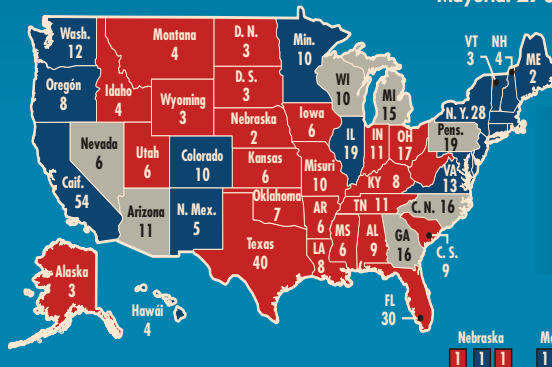 Wash.
12
Oregón
8
Caif.
54
Nevada
6
Idaho
4
Montana
4
Wyoming
3
Utah
6
Arizona
11
Colorado
10
N. Mex.
5
D. N.
3
D. S.
3
Nebraska
2
Kansas
6
Oklahoma
7
Texas
40
Min.
10
Iowa
6
Misuri
10
AR
6
LA
8
WI
10
IL
19
MI
15
IN
11
OH
17
KY 8
TN 11
MS
6
AL
9
GA
16
FL
30
C. S.
9
C. N. 16
VA
13
Pens.
19
N. Y. 28
VT
3
NH
4
ME
2
Alaska
3
Hawái
4
Nebraska
1 1 1
1